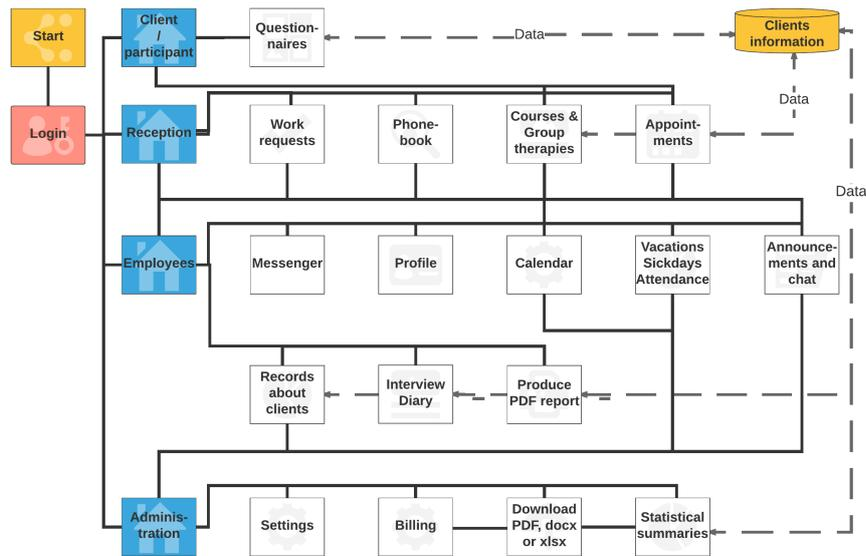 Start
Client
/
participant
Question-
naires
Data
Clients
information
Data
Login
Reception
Work
requests
Phone-
book
Courses &
Group
therapies
Appoint-
ments
Data
Employees
Messenger
Profile
Calendar
Vacations
Sickdays
Attendance
Announce-
ments and
chat
Records
about
clients
Interview
Diary
Produce
PDF report
Adminis-
tration
Settings
Billing
Download
PDF, docx
or xlsx
Statistical
summaries